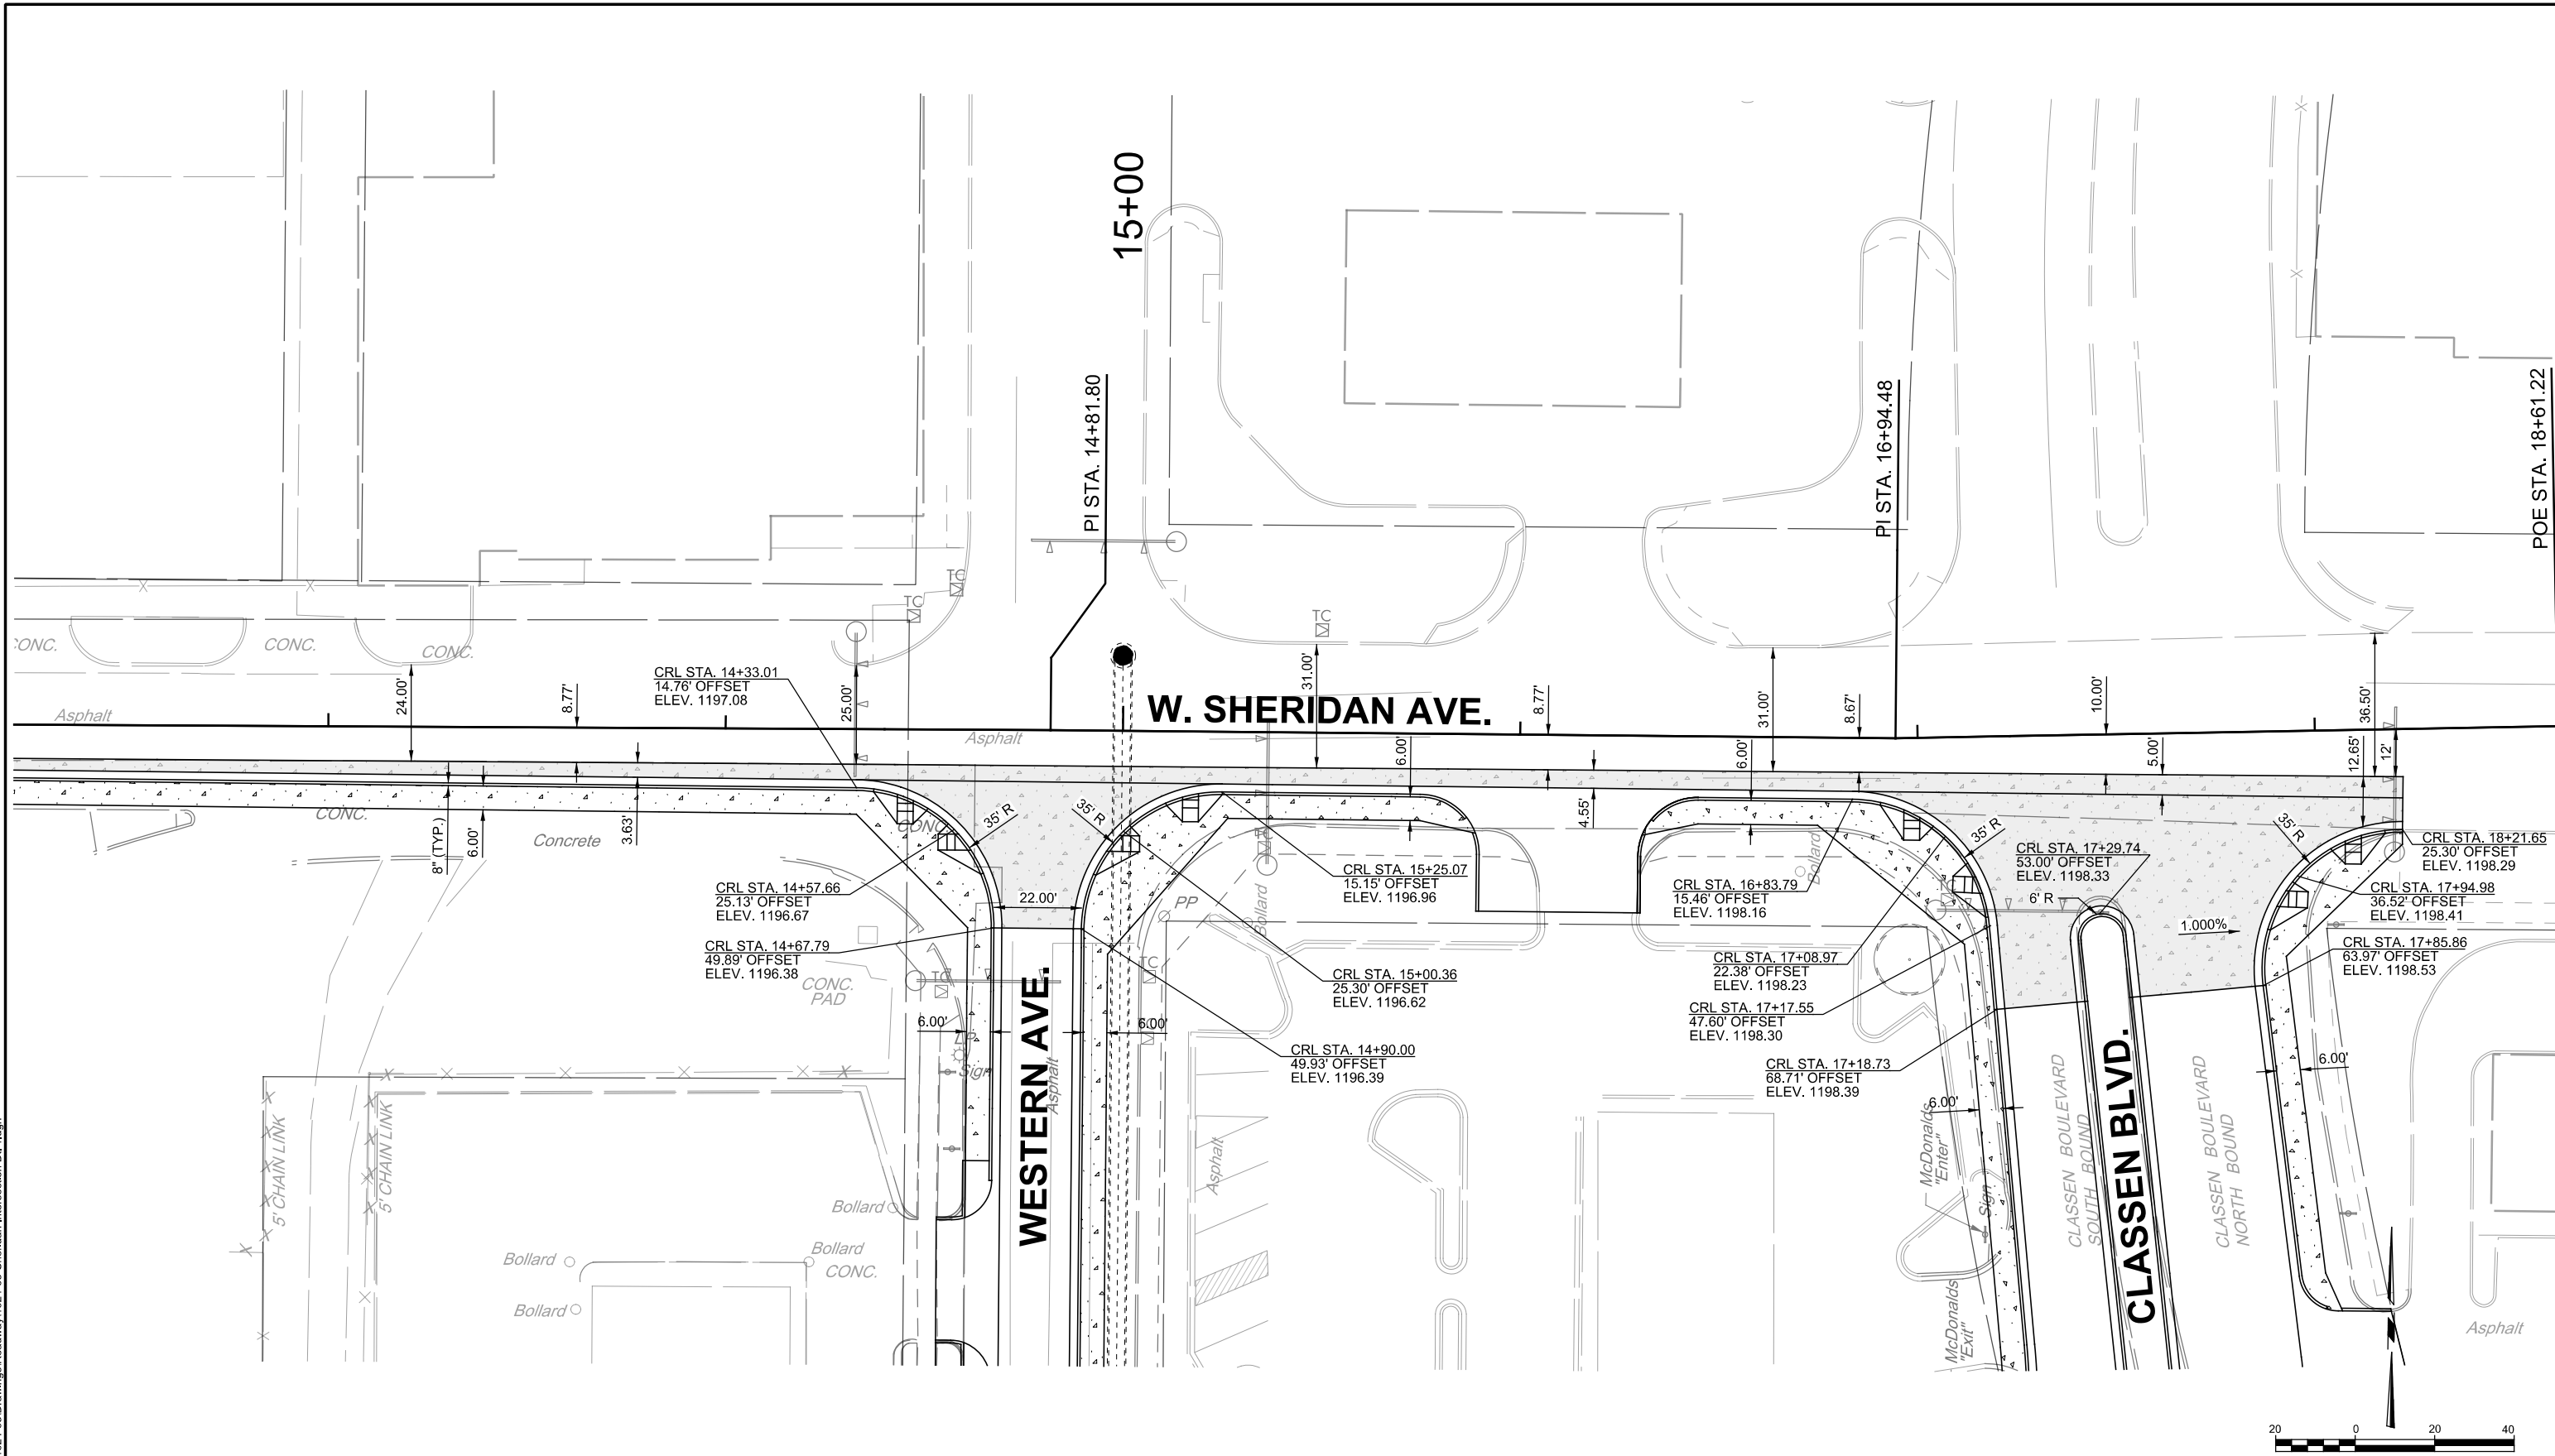 15+00
PI STA. 14+81.80
PI STA. 16+94.48
POE STA. 18+61.22
TC
TC
TC
CONC.
CONC.
CONC.
24.00'
8.77'
CRL STA. 14+33.01
14.76' OFFSET
ELEV. 1197.08
25.00'
31.00'
W. SHERIDAN AVE.
8.77'
31.00'
8.67'
10.00'
36.50'
Asphalt
Asphalt
6.00'
6.00'
5.00'
12.65'
12'
CONC.
Concrete
8" (TYP.)
6.00'
3.63'
CONC.
35' R
35' R
4.55'
35' R
35' R
Bollard
CRL STA. 14+57.66
25.13' OFFSET
ELEV. 1196.67
22.00'
CRL STA. 14+67.79
49.89' OFFSET
ELEV. 1196.38
CONC.
PAD
TC
TC
PP
Bollard
CRL STA. 15+25.07
15.15' OFFSET
ELEV. 1196.96
CRL STA. 15+00.36
25.30' OFFSET
ELEV. 1196.62
CRL STA. 14+90.00
49.93' OFFSET
ELEV. 1196.39
CRL STA. 16+83.79
15.46' OFFSET
ELEV. 1198.16
CRL STA. 17+08.97
22.38' OFFSET
ELEV. 1198.23
CRL STA. 17+17.55
47.60' OFFSET
ELEV. 1198.30
CRL STA. 17+18.73
68.71' OFFSET
ELEV. 1198.39
CRL STA. 17+29.74
53.00' OFFSET
ELEV. 1198.33
6' R
1.000%
CRL STA. 18+21.65
25.30' OFFSET
ELEV. 1198.29
CRL STA. 17+94.98
36.52' OFFSET
ELEV. 1198.41
CRL STA. 17+85.86
63.97' OFFSET
ELEV. 1198.53
6.00'
6.00'
6.00'
6.00'
LP
Sign
WESTERN AVE.
Asphalt
Asphalt
5' CHAIN LINK
5' CHAIN LINK
Bollard
Bollard
Bollard
CONC.
Bollard
McDonalds
"Enter"
Sign
McDonalds
"Exit"
CLASSEN BOULEVARD
SOUTH BOUND
CLASSEN BLVD.
CLASSEN BOULEVARD
NORTH BOUND
Asphalt
20 0 20 40